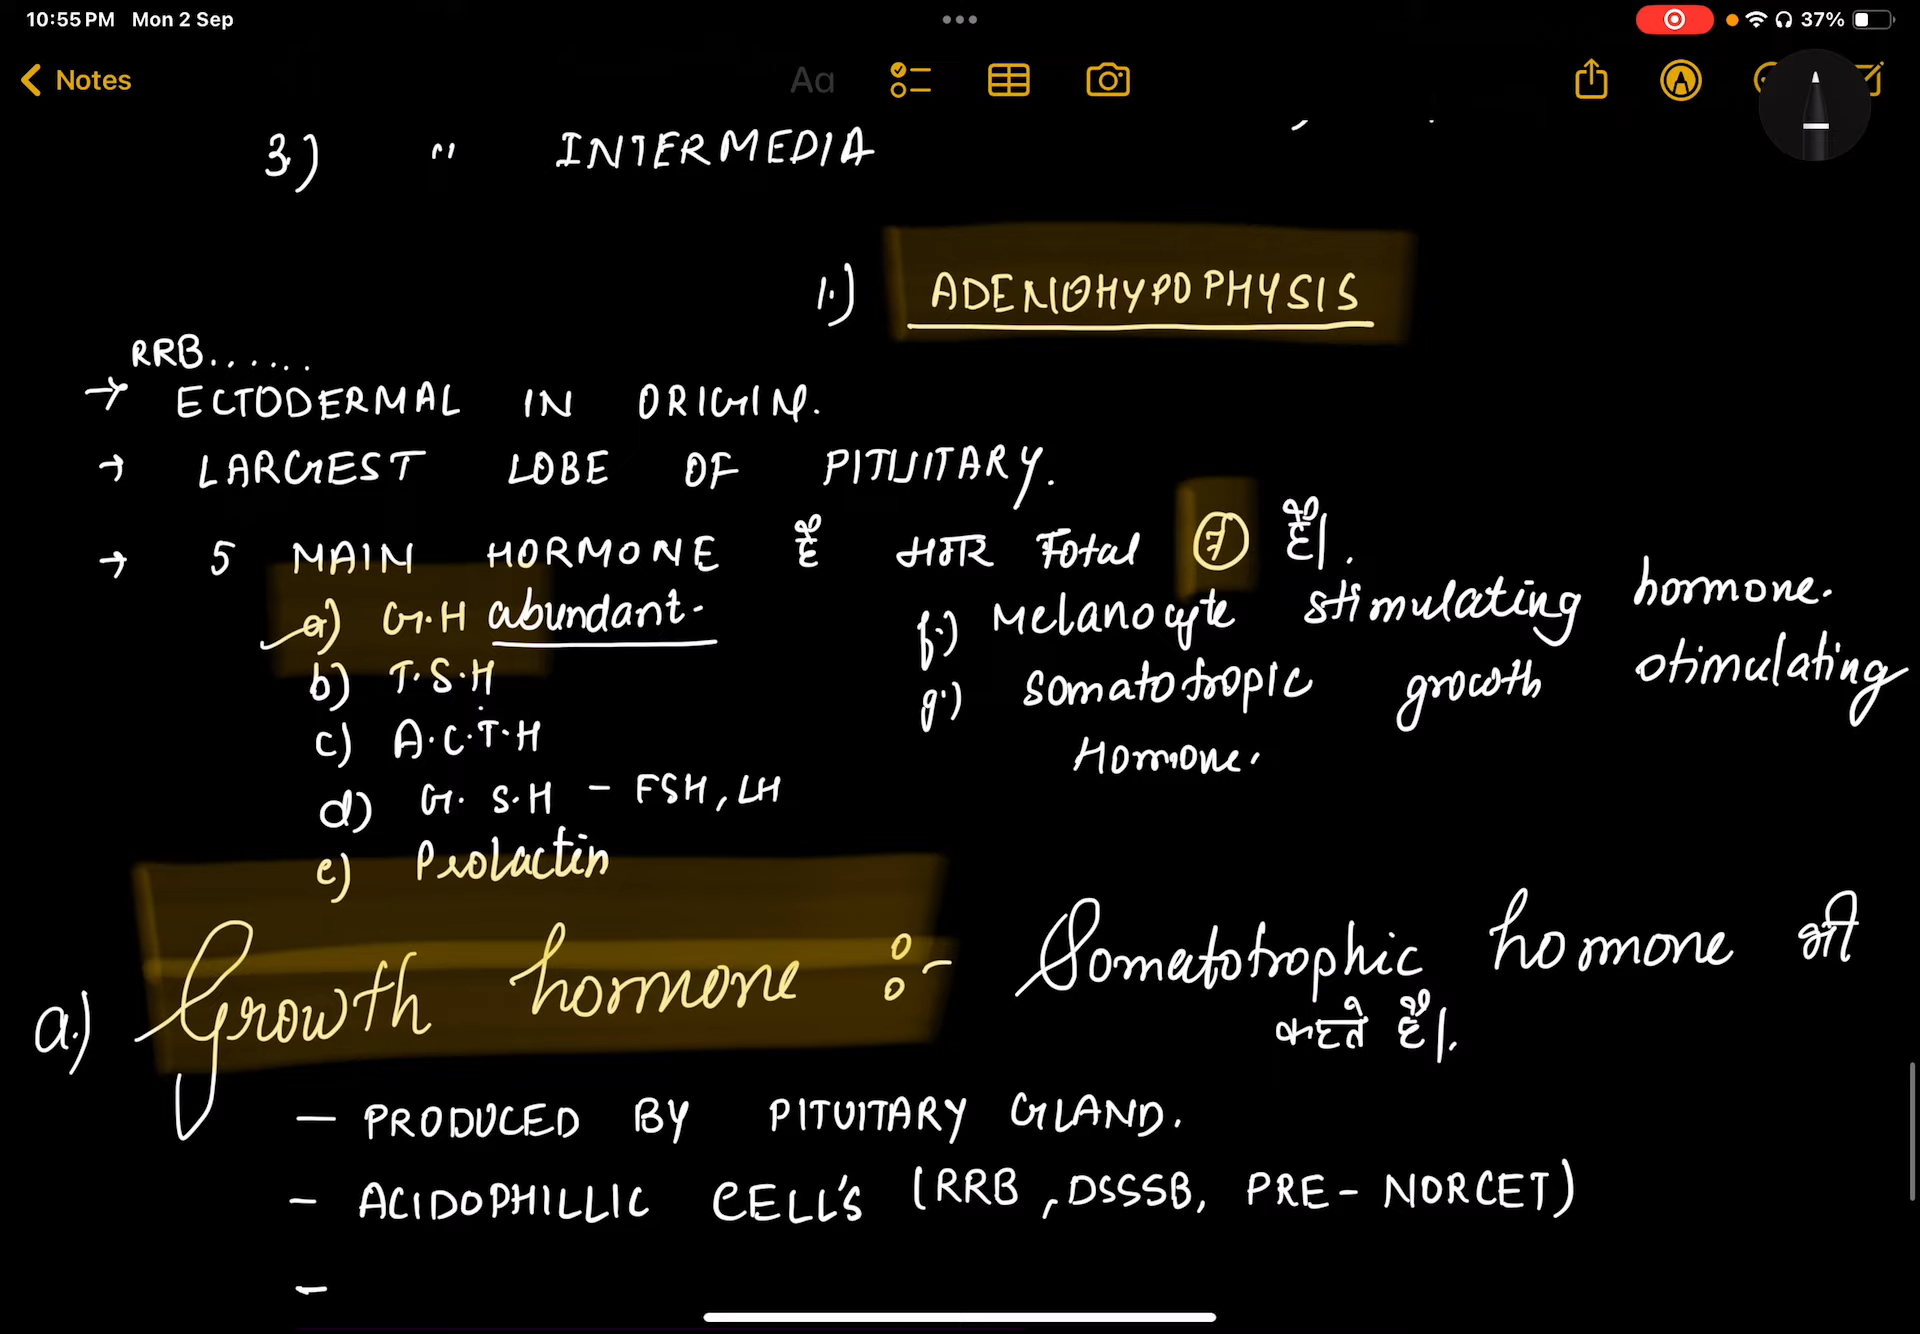 10:55 PM Mon 2 Sep
37%
Notes
Aa
3) " INTERMEDIA
1.) ADENOHYPOPHYSIS
RRB......
→ ECTODERMAL IN ORIGIN.
→ LARGEST LOBE OF PITUITARY.
→ 5 MAIN HORMONE हैं मगर Total 7 हैं।.
a) G.H abundant.
b) T.S.H
c) A.C.T.H
d) G. S.H - FSH, LH
e) Prolactin
f.) Melanocyte stimulating hormone.
g.) Somatotropic growth stimulating
Hormone.
a.) Growth hormone :- Somatotrophic hormone भी
कहते हैं।.
- PRODUCED BY PITUITARY GLAND.
- ACIDOPHILLIC CELL'S (RRB, DSSSB, PRE-NORCET)
-